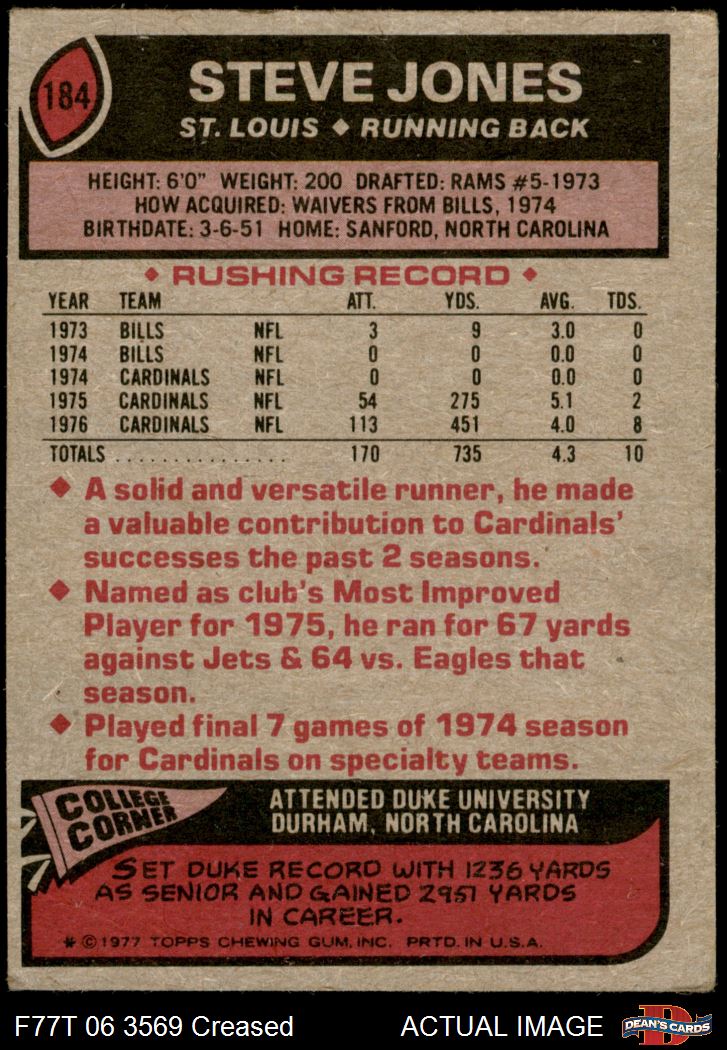 184
STEVE JONES
ST. LOUIS ◆ RUNNING BACK
HEIGHT: 6'0" WEIGHT: 200 DRAFTED: RAMS #5-1973
HOW ACQUIRED: WAIVERS FROM BILLS, 1974
BIRTHDATE: 3-6-51 HOME: SANFORD, NORTH CAROLINA
◆ RUSHING RECORD ◆
YEAR TEAM ATT. YDS. AVG. TDS.
1973 BILLS NFL 3 9 3.0 0
1974 BILLS NFL 0 0 0.0 0
1974 CARDINALS NFL 0 0 0.0 0
1975 CARDINALS NFL 54 275 5.1 2
1976 CARDINALS NFL 113 451 4.0 8
TOTALS . . . . . . . . . . . . . . . 170 735 4.3 10
◆ A solid and versatile runner, he made
a valuable contribution to Cardinals'
successes the past 2 seasons.
◆ Named as club's Most Improved
Player for 1975, he ran for 67 yards
against Jets & 64 vs. Eagles that
season.
◆ Played final 7 games of 1974 season
for Cardinals on specialty teams.
COLLEGE
CORNER
ATTENDED DUKE UNIVERSITY
DURHAM, NORTH CAROLINA
SET DUKE RECORD WITH 1236 YARDS
AS SENIOR AND GAINED 2951 YARDS
IN CAREER.
* © 1977 TOPPS CHEWING GUM, INC. PRTD. IN U.S.A.
F77T 06 3569 Creased ACTUAL IMAGE
D
DEAN'S CARDS